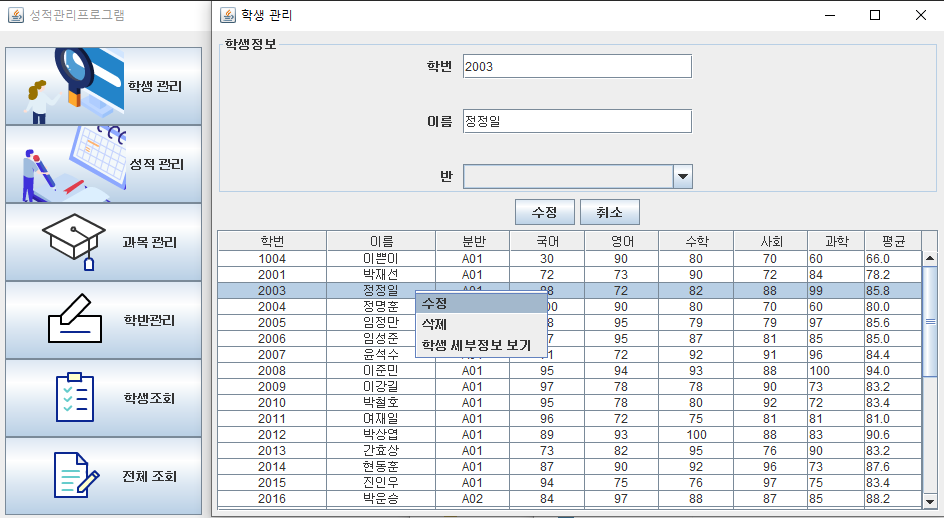 성적관리프로그램
학생 관리
학생 관리
성적 관리
과목 관리
학반관리
학생조회
전체 조회
학생정보
학번 2003
이름 정정일
반
수정 취소
학번 이름 분반 국어 영어 수학 사회 과학 평균
1004 이쁜이 A01 30 90 80 70 60 66.0
2001 박재선 A01 72 73 90 72 84 78.2
2003 정정일 72 82 88 99 85.8
2004 정명훈 90 80 70 60 80.0
2005 임정만 95 79 79 97 85.6
2006 임성준 95 87 81 85 85.0
2007 윤석수 72 92 91 96 84.4
2008 이준민 A01 95 94 93 88 100 94.0
2009 이강길 A01 97 78 78 90 73 83.2
2010 박철호 A01 95 78 80 92 72 83.4
2011 여재일 A01 96 72 75 81 81 81.0
2012 박상엽 A01 89 93 100 88 83 90.6
2013 간효상 A01 73 82 95 76 90 83.2
2014 현동훈 A01 87 90 92 96 73 87.6
2015 진인우 A01 94 75 76 97 75 83.4
2016 박운승 A02 84 97 88 87 85 88.2
수정
삭제
학생 세부정보 보기